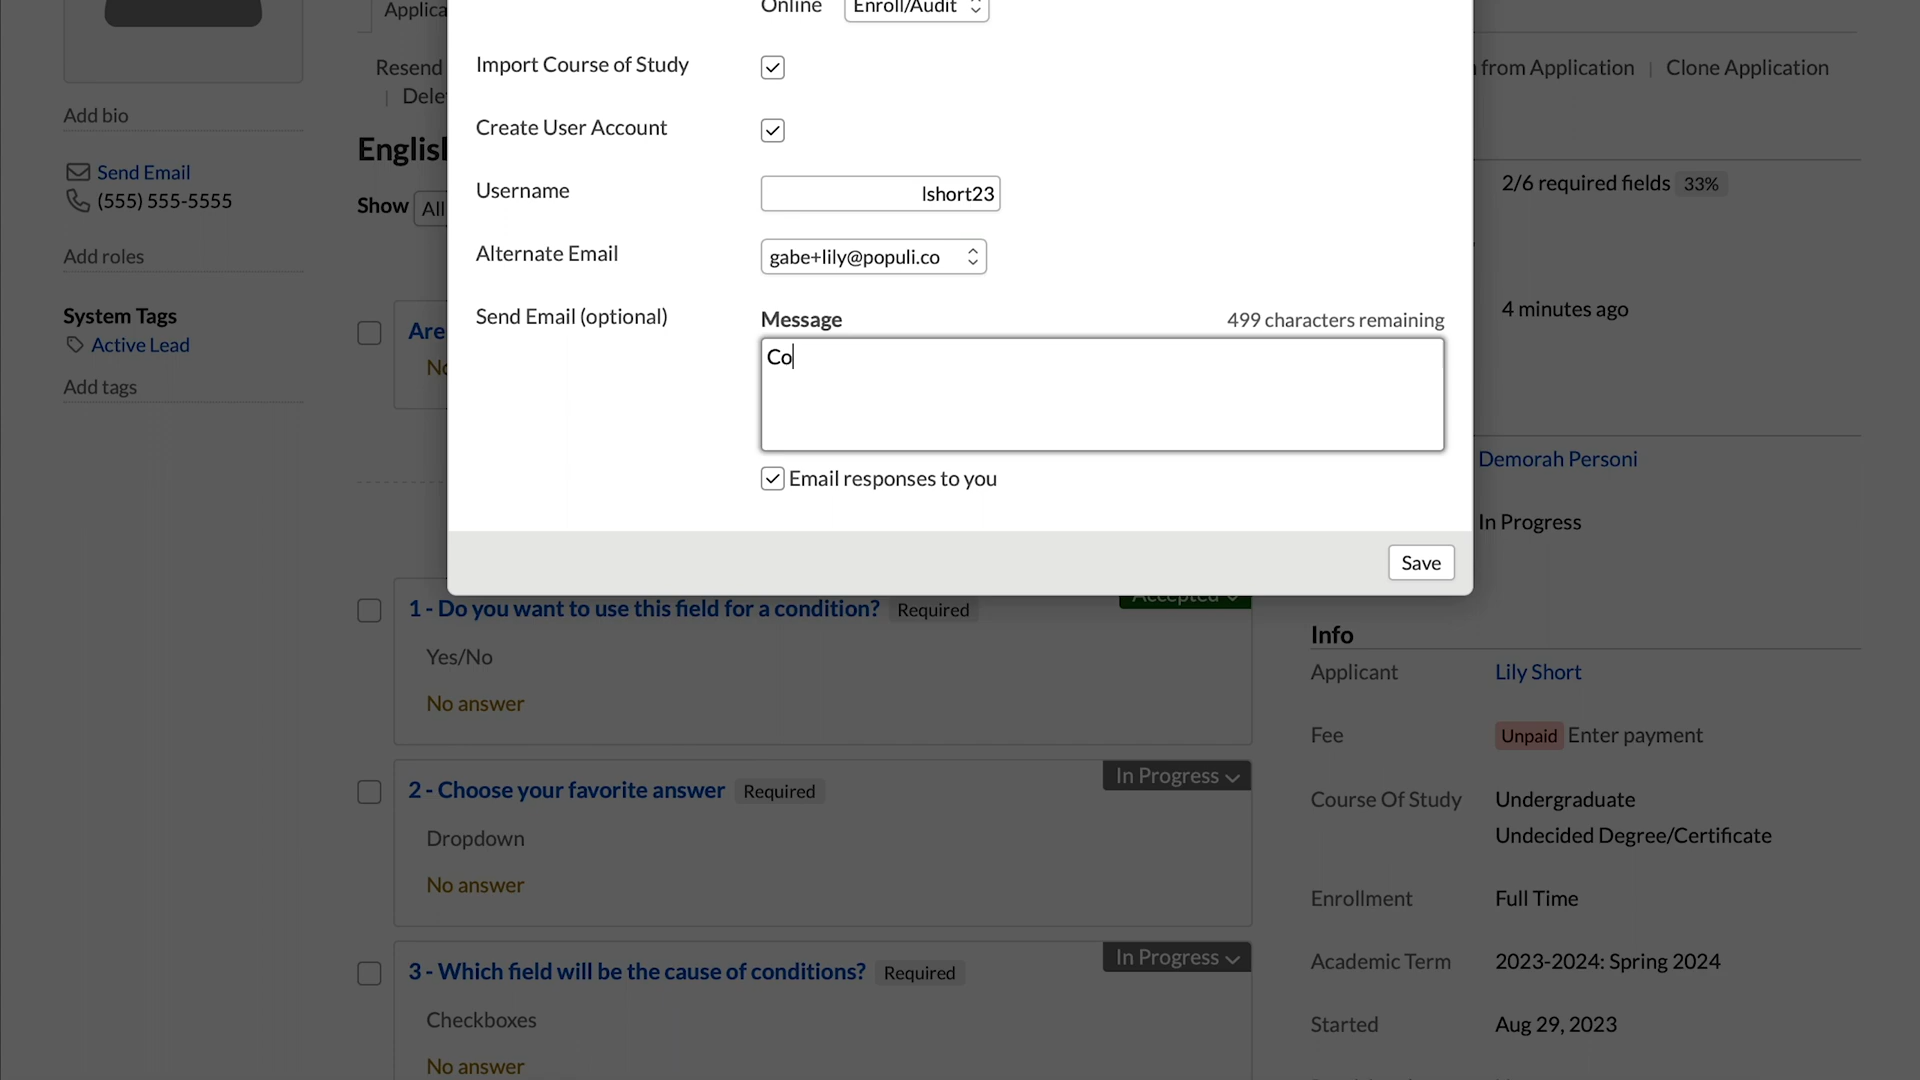 Applica
Resend
Dele
from Application | Clone Application
Add bio
Send Email
(555) 555-5555
Add roles
System Tags
Active Lead
Add tags
English
Show All
Are
No
Online Enroll/Audit
Import Course of Study
Create User Account
Username lshort23
Alternate Email gabe+lily@populi.co
Send Email (optional) Message 499 characters remaining
Co
Email responses to you
Save
2/6 required fields 33%
4 minutes ago
Demorah Personi
In Progress
Accepted
1 - Do you want to use this field for a condition? Required
Yes/No
No answer
In Progress
2 - Choose your favorite answer Required
Dropdown
No answer
In Progress
3 - Which field will be the cause of conditions? Required
Checkboxes
No answer
Info
Applicant Lily Short
Fee Unpaid Enter payment
Course Of Study Undergraduate
Undecided Degree/Certificate
Enrollment Full Time
Academic Term 2023-2024: Spring 2024
Started Aug 29, 2023